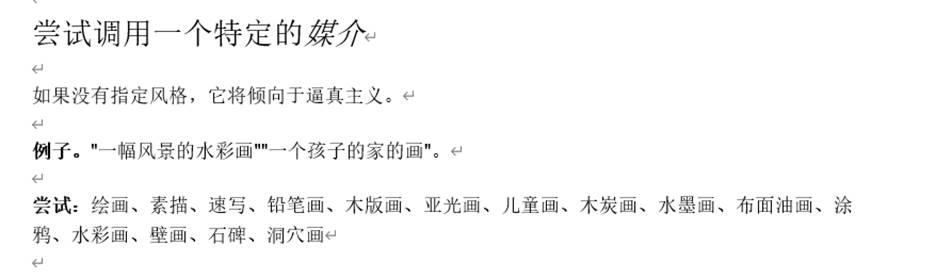 尝试调用一个特定的媒介
如果没有指定风格，它将倾向于逼真主义。
例子。"一幅风景的水彩画""一个孩子的家的画"。
尝试：绘画、素描、速写、铅笔画、木版画、亚光画、儿童画、木炭画、水墨画、布面油画、涂
鸦、水彩画、壁画、石碑、洞穴画